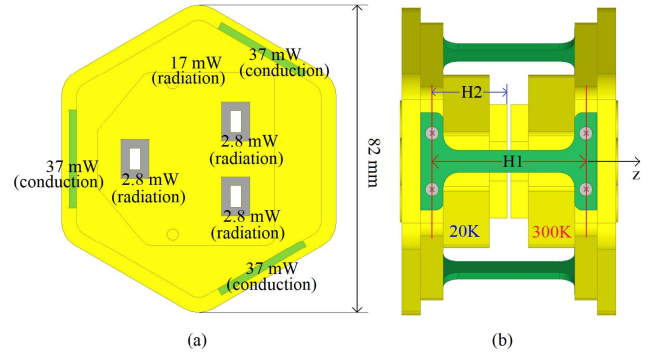 17 mW
(radiation)
37 mW
(conduction)
2.8 mW
(radiation)
37 mW
(conduction)
2.8 mW
(radiation)
2.8 mW
(radiation)
37 mW
(conduction)
82 mm
(a)
H2
H1
z
20K
300K
(b)